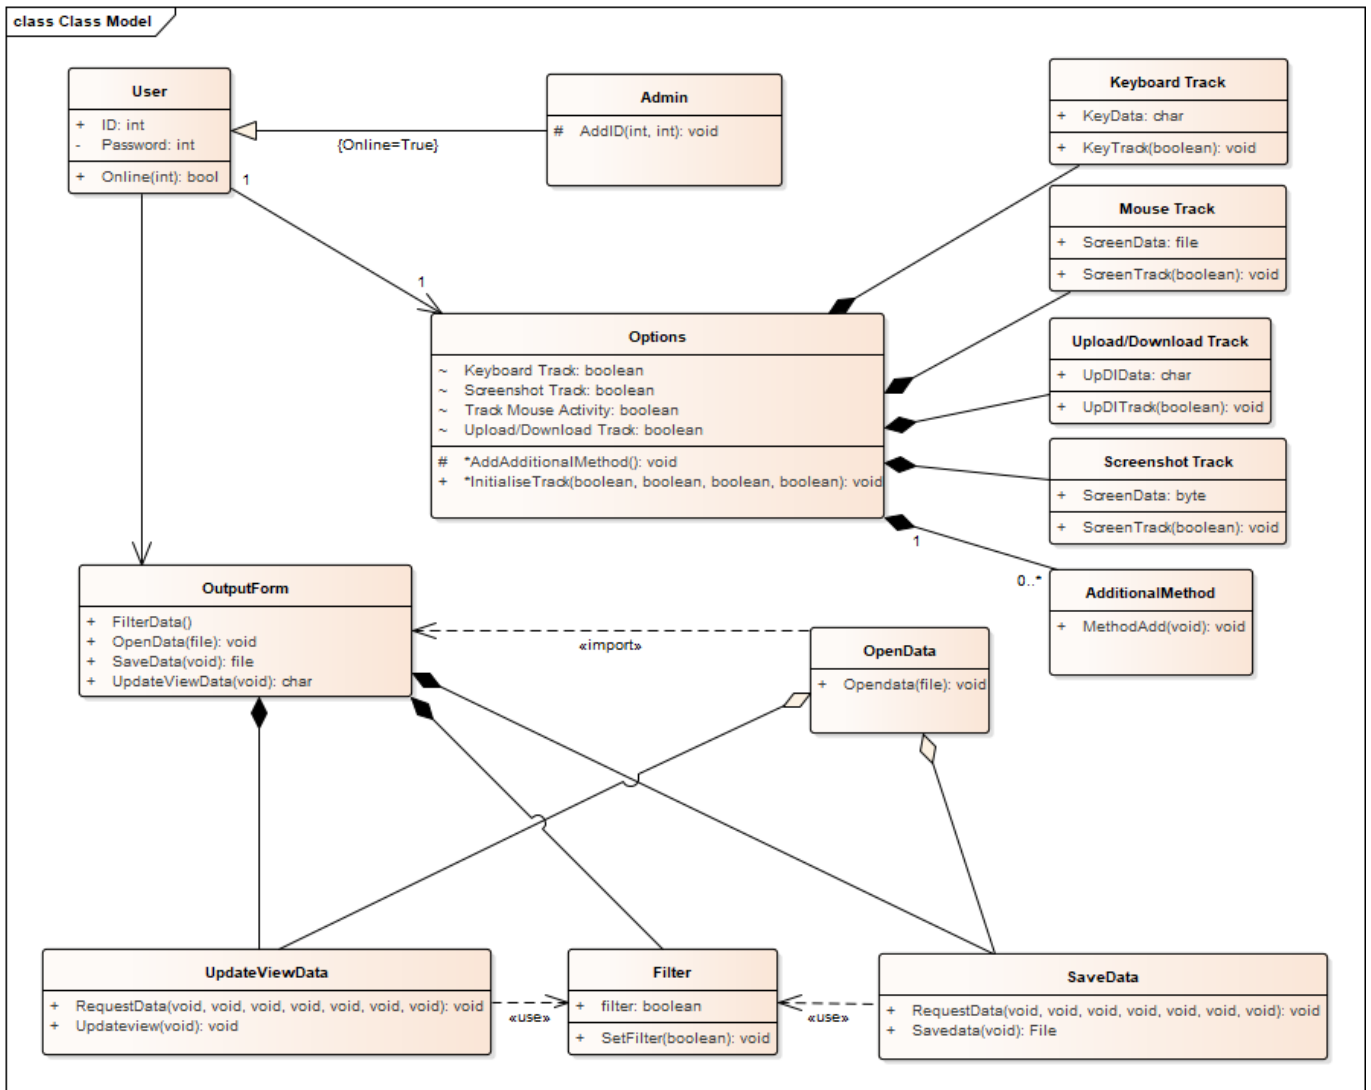 class Class Model
User
+ ID: int
- Password: int
+ Online(int): bool
Admin
# AddID(int, int): void
{Online=True}
1
1
Keyboard Track
+ KeyData: char
+ KeyTrack(boolean): void
Mouse Track
+ ScreenData: file
+ ScreenTrack(boolean): void
Upload/Download Track
+ UpDlData: char
+ UpDlTrack(boolean): void
Screenshot Track
+ ScreenData: byte
+ ScreenTrack(boolean): void
Options
~ Keyboard Track: boolean
~ Screenshot Track: boolean
~ Track Mouse Activity: boolean
~ Upload/Download Track: boolean
# *AddAdditionalMethod(): void
+ *InitialiseTrack(boolean, boolean, boolean, boolean): void
1
0..*
AdditionalMethod
+ MethodAdd(void): void
OutputForm
+ FilterData()
+ OpenData(file): void
+ SaveData(void): file
+ UpdateViewData(void): char
«import»
OpenData
+ Opendata(file): void
UpdateViewData
+ RequestData(void, void, void, void, void, void, void): void
+ Updateview(void): void
«use»
Filter
+ filter: boolean
+ SetFilter(boolean): void
«use»
SaveData
+ RequestData(void, void, void, void, void, void, void): void
+ Savedata(void): File